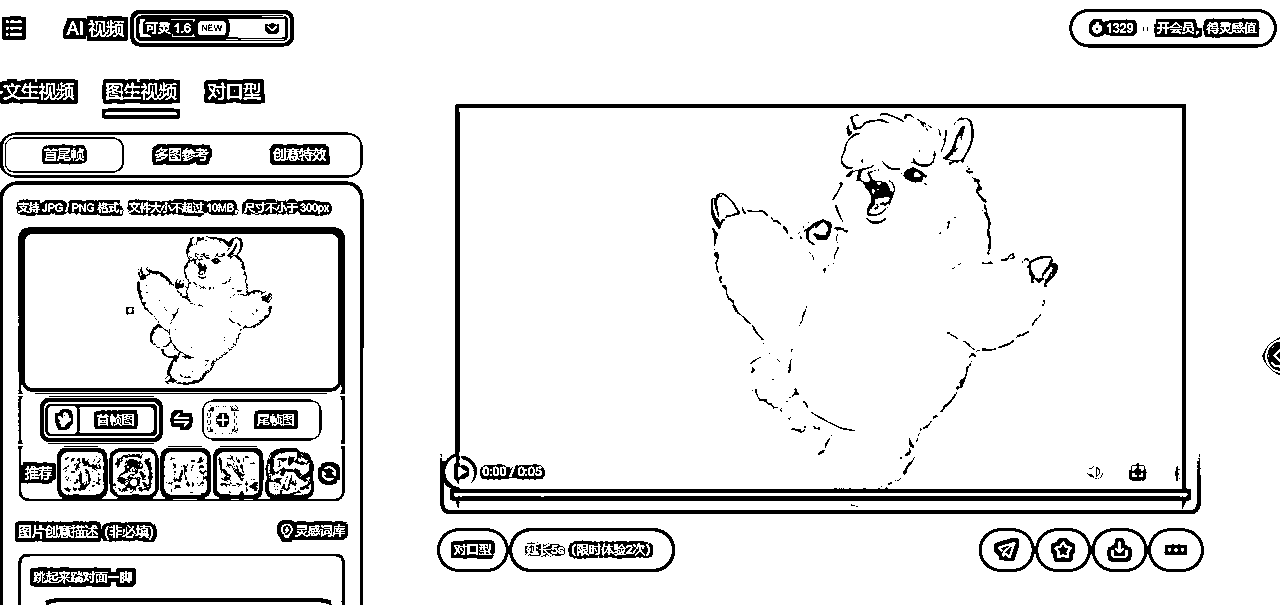 AI 视频 可灵 1.6 NEW
1329 开会员，得灵感值
文生视频 图生视频 对口型
首尾帧 多图参考 创意特效
支持 JPG / PNG 格式，文件大小不超过 10MB，尺寸不小于 300px
首帧图 尾帧图
推荐
图片创意描述 (非必填) 灵感词库
跳起来踹对面一脚
0:00 / 0:05
对口型 延长5s (限时体验2次)